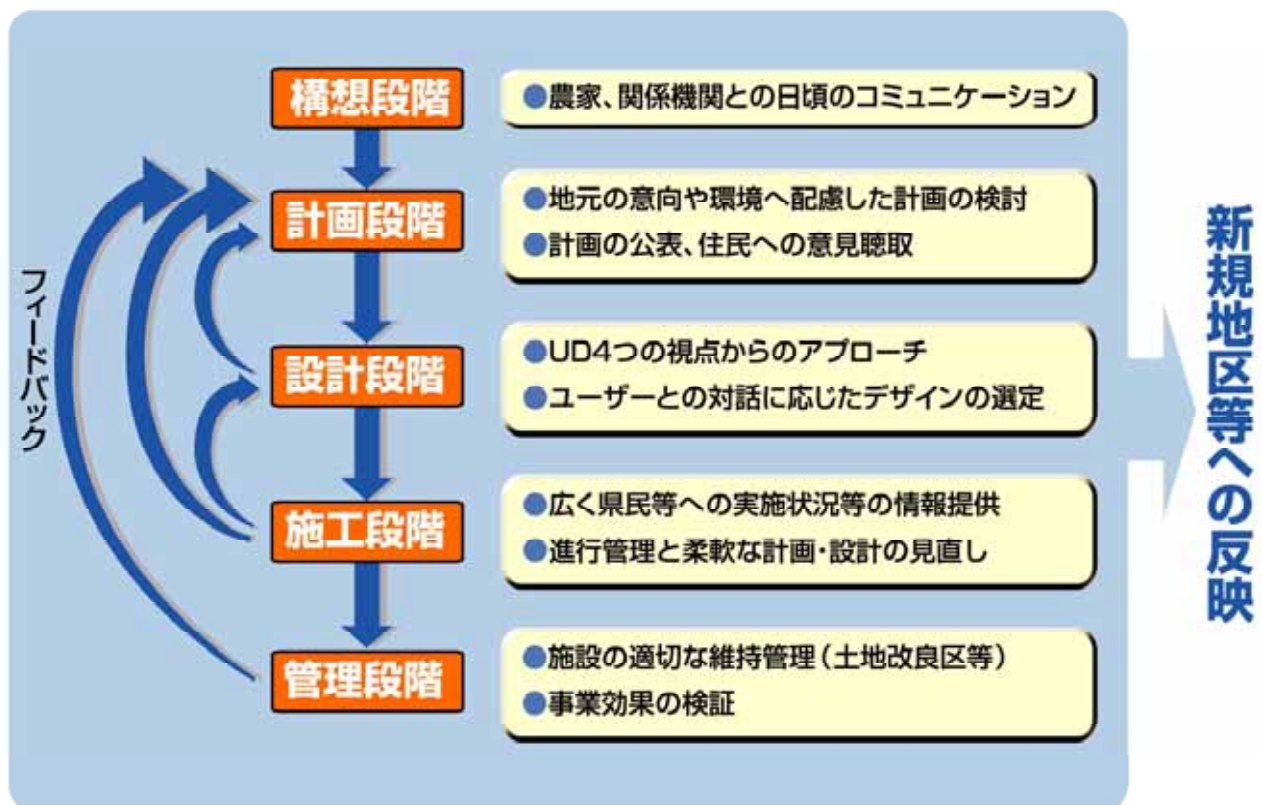 構想段階
●農家、関係機関との日頃のコミュニケーション
計画段階
●地元の意向や環境へ配慮した計画の検討
●計画の公表、住民への意見聴取
設計段階
●UD4つの視点からのアプローチ
●ユーザーとの対話に応じたデザインの選定
施工段階
●広く県民等への実施状況等の情報提供
●進行管理と柔軟な計画・設計の見直し
管理段階
●施設の適切な維持管理(土地改良区等)
●事業効果の検証
フィードバック
新規地区等への反映